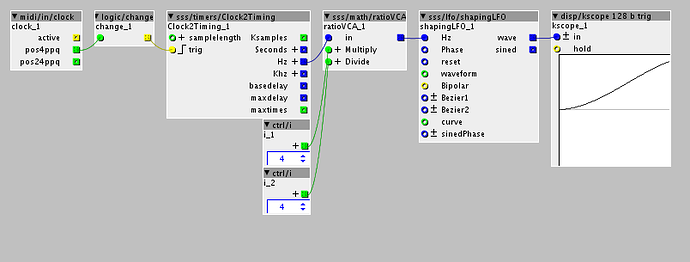 midi/in/clock
clock_1
active
pos4ppq
pos24ppq
logic/change
change_1
sss/timers/Clock2Timing
Clock2Timing_1
+ samplelength
trig
Ksamples
Seconds +
Hz +
Khz +
basedelay
maxdelay
maxtimes
ctrl/i
i_1
+
4
ctrl/i
i_2
+
4
sss/math/ratioVCA
ratioVCA_1
in
+ Multiply
+ Divide
sss/lfo/shapingLFO
shapingLFO_1
Hz
Phase
reset
waveform
Bipolar
± Bezier1
± Bezier2
curve
± sinedPhase
wave
sined
disp/kscope 128 b trig
kscope_1
± in
hold